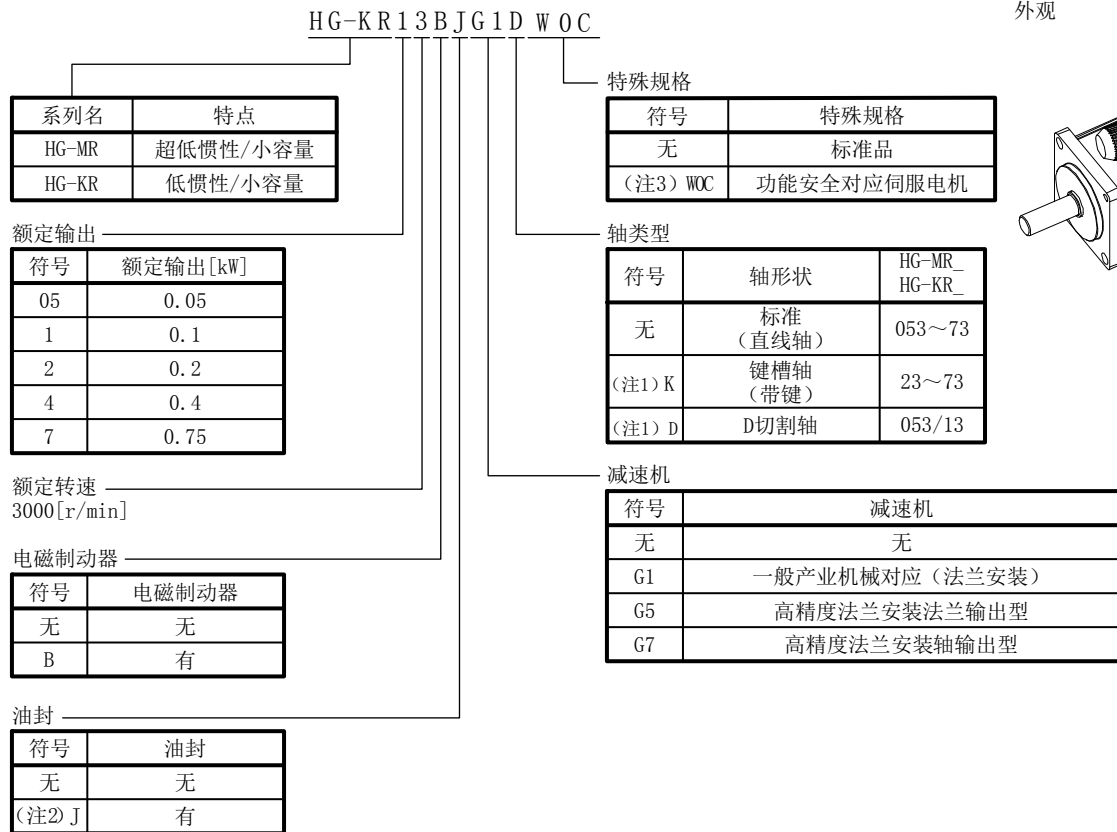 HG-KR13BJG1DW0C
外观
系列名 特点
HG-MR 超低惯性/小容量
HG-KR 低惯性/小容量
额定输出
符号 额定输出[kW]
05 0.05
1 0.1
2 0.2
4 0.4
7 0.75
额定转速
3000[r/min]
电磁制动器
符号 电磁制动器
无 无
B 有
油封
符号 油封
无 无
(注2)J 有
特殊规格
符号 特殊规格
无 标准品
（注3）W0C 功能安全对应伺服电机
轴类型
符号 轴形状 HG-MR_
HG-KR_
无 标准
（直线轴） 053～73
（注1）K 键槽轴
（带键） 23～73
（注1）D D切割轴 053/13
减速机
符号 减速机
无 无
G1 一般产业机械对应（法兰安装）
G5 高精度法兰安装法兰输出型
G7 高精度法兰安装轴输出型